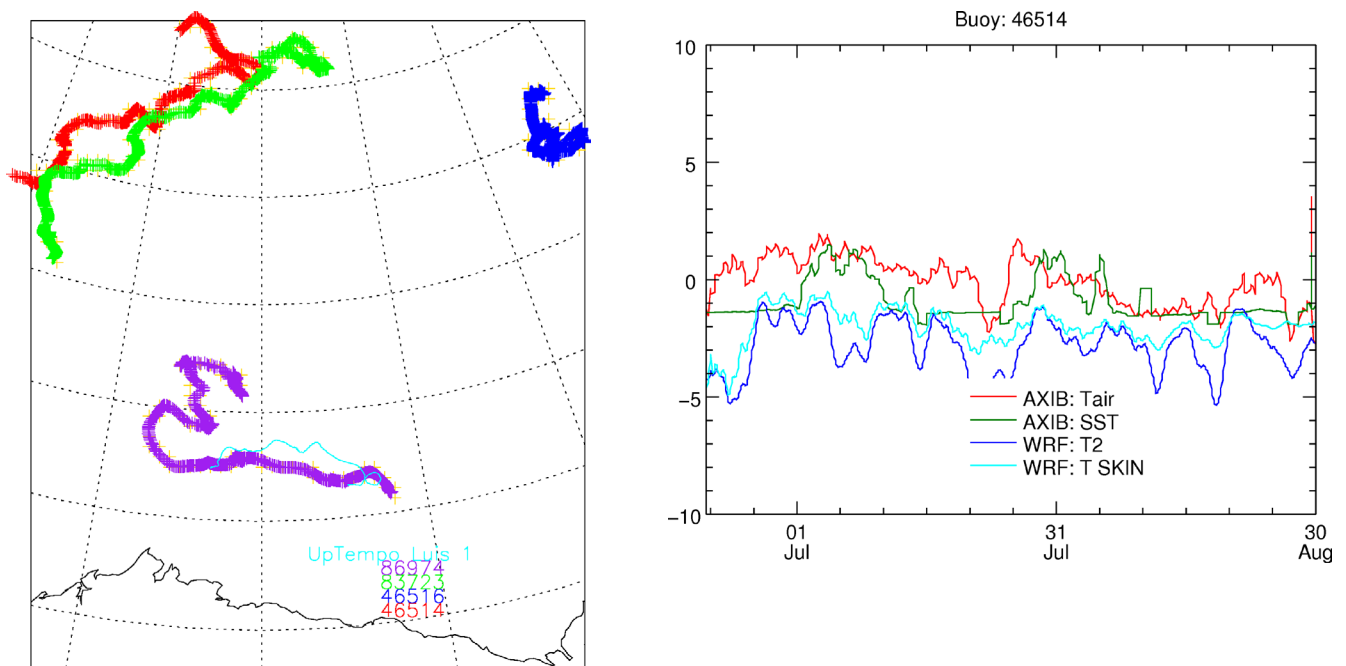 UpTempo Luis 1
86974
83723
46516
46514
Buoy: 46514
10
5
0
−5
−10
01
Jul
31
Jul
30
Aug
AXIB: Tair
AXIB: SST
WRF: T2
WRF: T SKIN